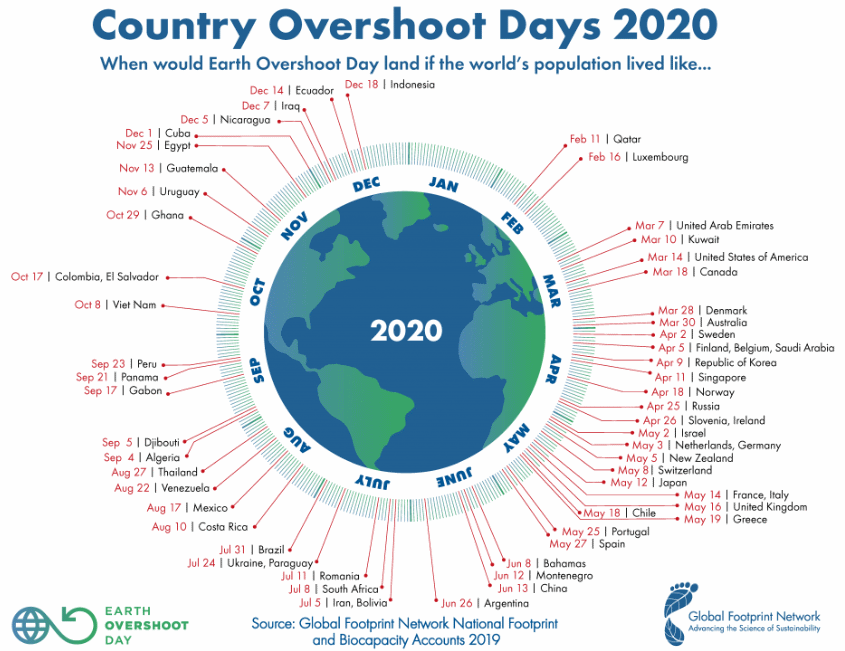 Country Overshoot Days 2020
When would Earth Overshoot Day land if the world's population lived like...
Dec 18 | Indonesia
Dec 14 | Ecuador
Dec 7 | Iraq
Dec 5 | Nicaragua
Dec 1 | Cuba
Nov 25 | Egypt
Nov 13 | Guatemala
Nov 6 | Uruguay
Oct 29 | Ghana
Oct 17 | Colombia, El Salvador
Oct 8 | Viet Nam
Sep 23 | Peru
Sep 21 | Panama
Sep 17 | Gabon
Sep 5 | Djibouti
Sep 4 | Algeria
Aug 27 | Thailand
Aug 22 | Venezuela
Aug 17 | Mexico
Aug 10 | Costa Rica
Jul 31 | Brazil
Jul 24 | Ukraine, Paraguay
Jul 11 | Romania
Jul 8 | South Africa
Jul 5 | Iran, Bolivia
Feb 11 | Qatar
Feb 16 | Luxembourg
Mar 7 | United Arab Emirates
Mar 10 | Kuwait
Mar 14 | United States of America
Mar 18 | Canada
Mar 28 | Denmark
Mar 30 | Australia
Apr 2 | Sweden
Apr 5 | Finland, Belgium, Saudi Arabia
Apr 9 | Republic of Korea
Apr 11 | Singapore
Apr 18 | Norway
Apr 25 | Russia
Apr 26 | Slovenia, Ireland
May 2 | Israel
May 3 | Netherlands, Germany
May 5 | New Zealand
May 8 | Switzerland
May 12 | Japan
May 14 | France, Italy
May 16 | United Kingdom
May 18 | Chile
May 19 | Greece
May 25 | Portugal
May 27 | Spain
Jun 8 | Bahamas
Jun 12 | Montenegro
Jun 13 | China
Jun 26 | Argentina
JAN
FEB
MAR
APR
MAY
JUNE
JULY
AUG
SEP
OCT
NOV
DEC
2020
EARTH
OVERSHOOT
DAY
Source: Global Footprint Network National Footprint
and Biocapacity Accounts 2019
Global Footprint Network
Advancing the Science of Sustainability